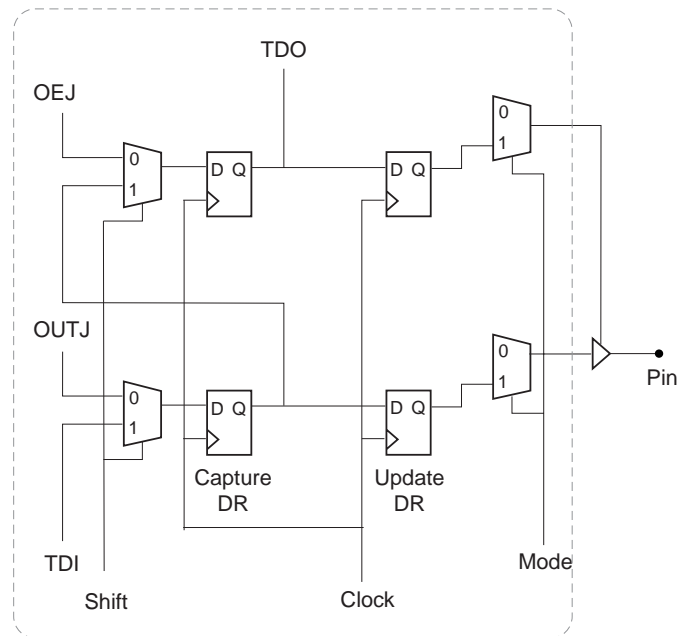 TDO
OEJ
0
1
D Q
D Q
0
1
OUTJ
0
1
D Q
D Q
0
1
Pin
Capture
DR
Update
DR
TDI
Shift
Clock
Mode